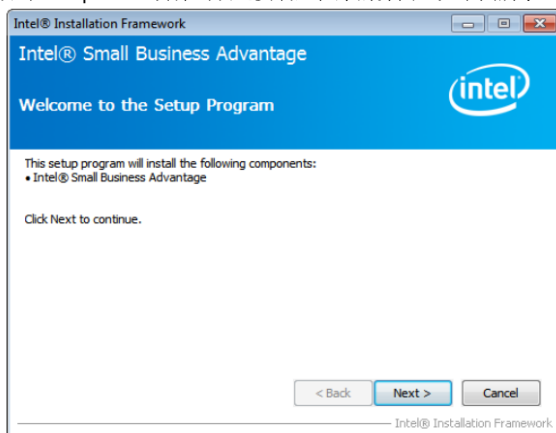 Intel® Installation Framework
Intel® Small Business Advantage
intel
Welcome to the Setup Program
This setup program will install the following components:
• Intel® Small Business Advantage
Click Next to continue.
< Back Next > Cancel
Intel® Installation Framework